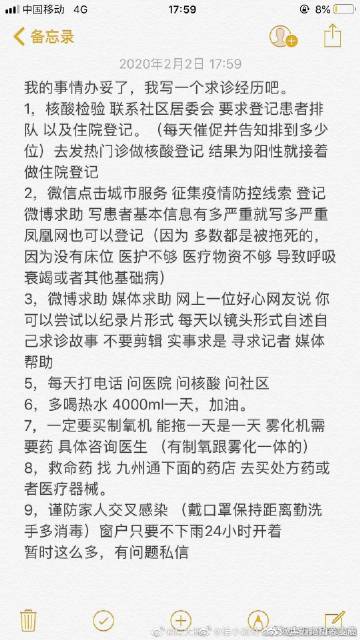 中国移动 4G
17:59
8%
备忘录
2020年2月2日 17:59
我的事情办妥了，我写一个求诊经历吧。
1，核酸检验 联系社区居委会 要求登记患者排
队 以及住院登记。（每天催促并告知排到多少
位）去发热门诊做核酸登记 结果为阳性就接着
做住院登记
2，微信点击城市服务 征集疫情防控线索 登记
微博求助 写患者基本信息有多严重就写多严重
凤凰网也可以登记（因为 多数都是被拖死的，
因为没有床位 医护不够 医疗物资不够 导致呼吸
衰竭或者其他基础病）
3，微博求助 媒体求助 网上一位好心网友说 你
可以尝试以纪录片形式 每天以镜头形式自述自
己求诊故事 不要剪辑 实事求是 寻求记者 媒体
帮助
5，每天打电话 问医院 问核酸 问社区
6，多喝热水 4000ml一天，加油。
7，一定要买制氧机 能拖一天是一天 雾化机需
要药 具体咨询医生 （有制氧跟雾化一体的）
8，救命药 找 九州通下面的药店 去买处方药或
者医疗器械。
9，谨防家人交叉感染 （戴口罩保持距离勤洗
手多消毒）窗户只要不下雨24小时开着
暂时这么多，有问题私信